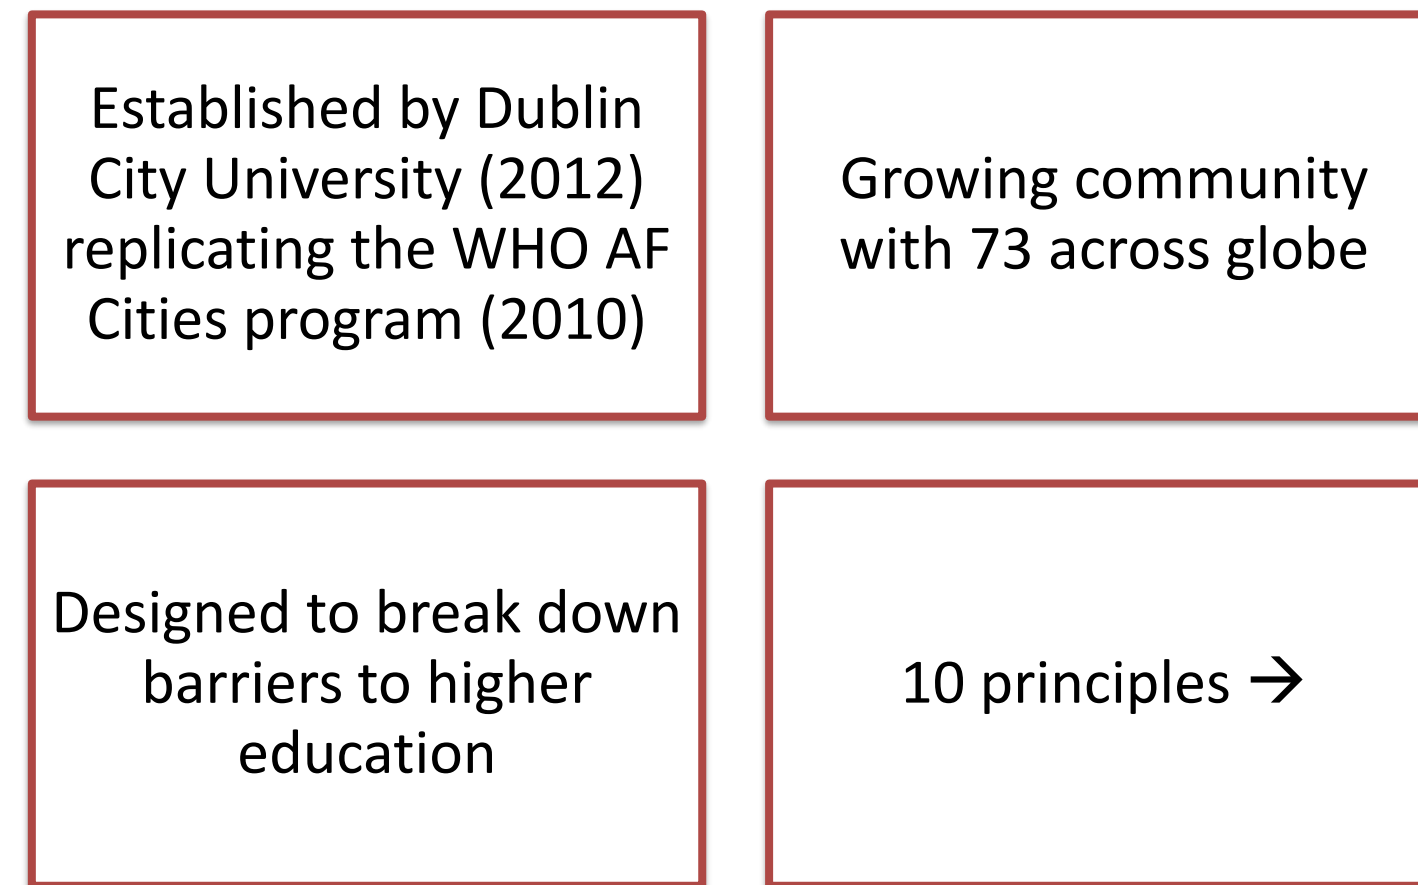 Established by Dublin
City University (2012)
replicating the WHO AF
Cities program (2010)
Growing community
with 73 across globe
Designed to break down
barriers to higher
education
10 principles →